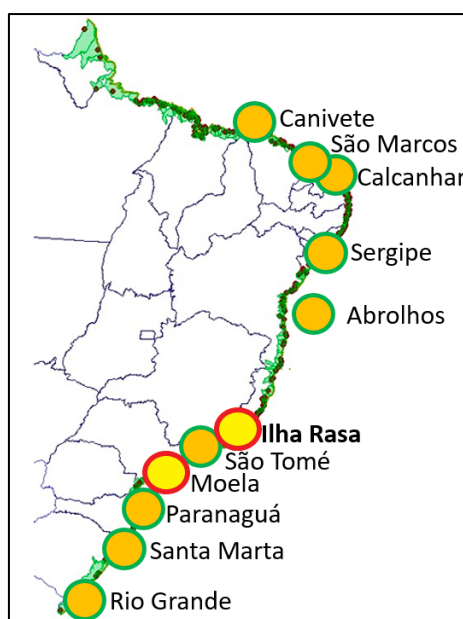 Canivete
São Marcos
Calcanhar
Sergipe
Abrolhos
Ilha Rasa
São Tomé
Moela
Paranaguá
Santa Marta
Rio Grande